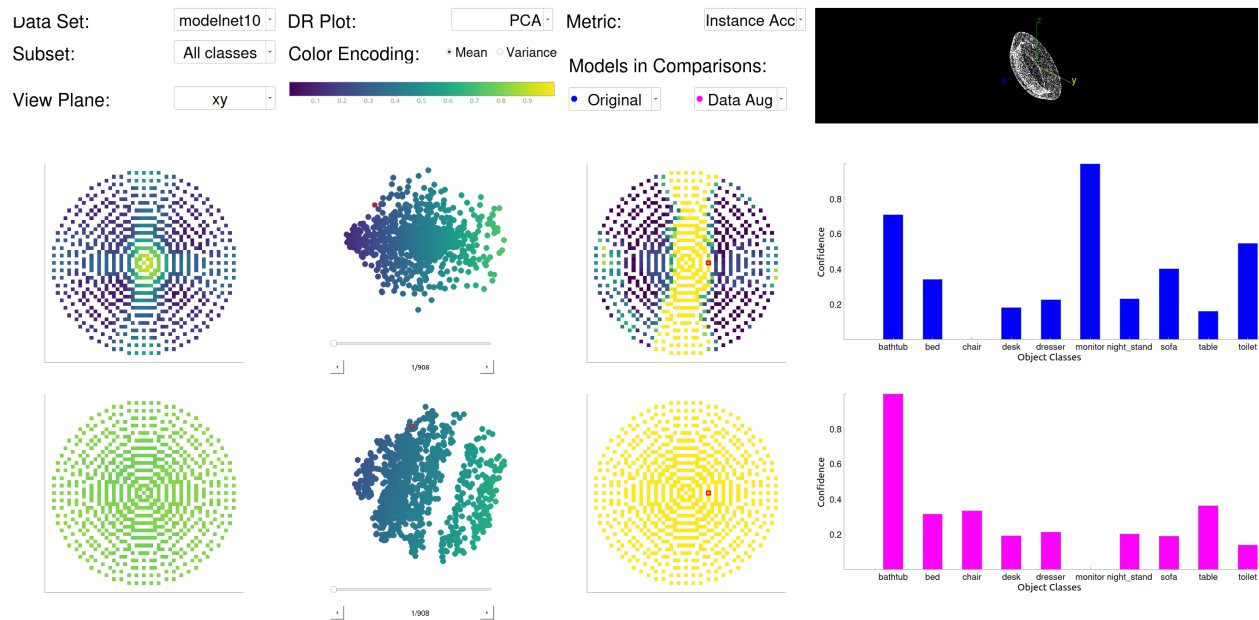 Data Set: modelnet10 DR Plot: PCA Metric: Instance Acc
Subset: All classes Color Encoding: Mean Variance
Models in Comparisons:
View Plane: xy
0.1 0.2 0.3 0.4 0.5 0.6 0.7 0.8 0.9
Original Data Aug
z
x
y
0.8
0.6
0.4
0.2
Confidence
bathtub bed chair desk dresser monitor night_stand sofa table toilet
Object Classes
1/908
0.8
0.6
0.4
0.2
Confidence
bathtub bed chair desk dresser monitor night_stand sofa table toilet
Object Classes
1/908